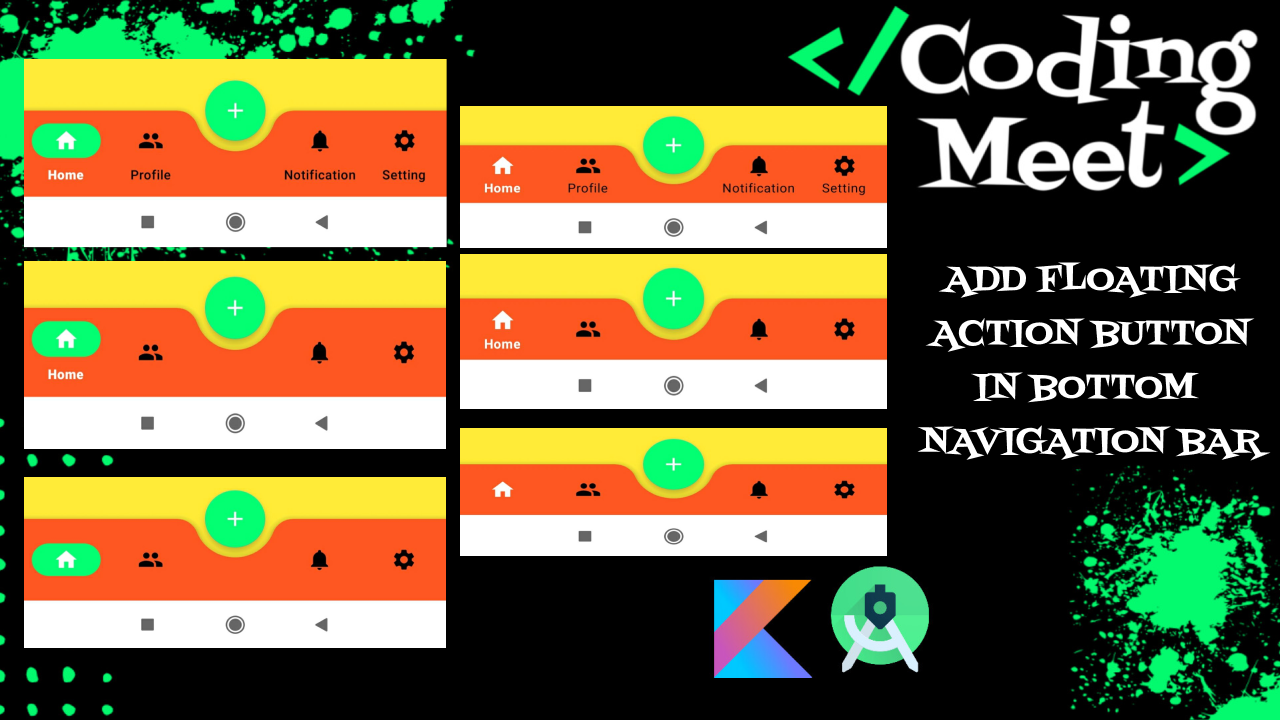 </Coding
Meet>
Home Profile Notification Setting
Home Profile Notification Setting
Home
Home
ADD FLOATING
ACTION BUTTON
IN BOTTOM
NAVIGATION BAR